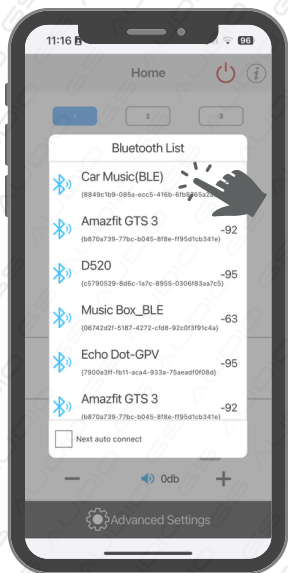 11:16
96
Home
1
2
3
Bluetooth List
Car Music(BLE)
Amazfit GTS 3
{b870a739-77bc-b045-8f8e-ff95d1cb341e}
-92
D520
{c5790529-8d6c-1a7c-8955-0306f83aa7c5}
-95
Music Box_BLE
{06742d2f-5187-4272-cfd8-92c0f3f91c4a}
-63
Echo Dot-GPV
{7900a3ff-fb11-aca4-933a-75aeadf0f08d}
-95
Amazfit GTS 3
{b870a739-77bc-b045-8f8e-ff95d1cb341e}
-92
Next auto connect
0db
Advanced Settings